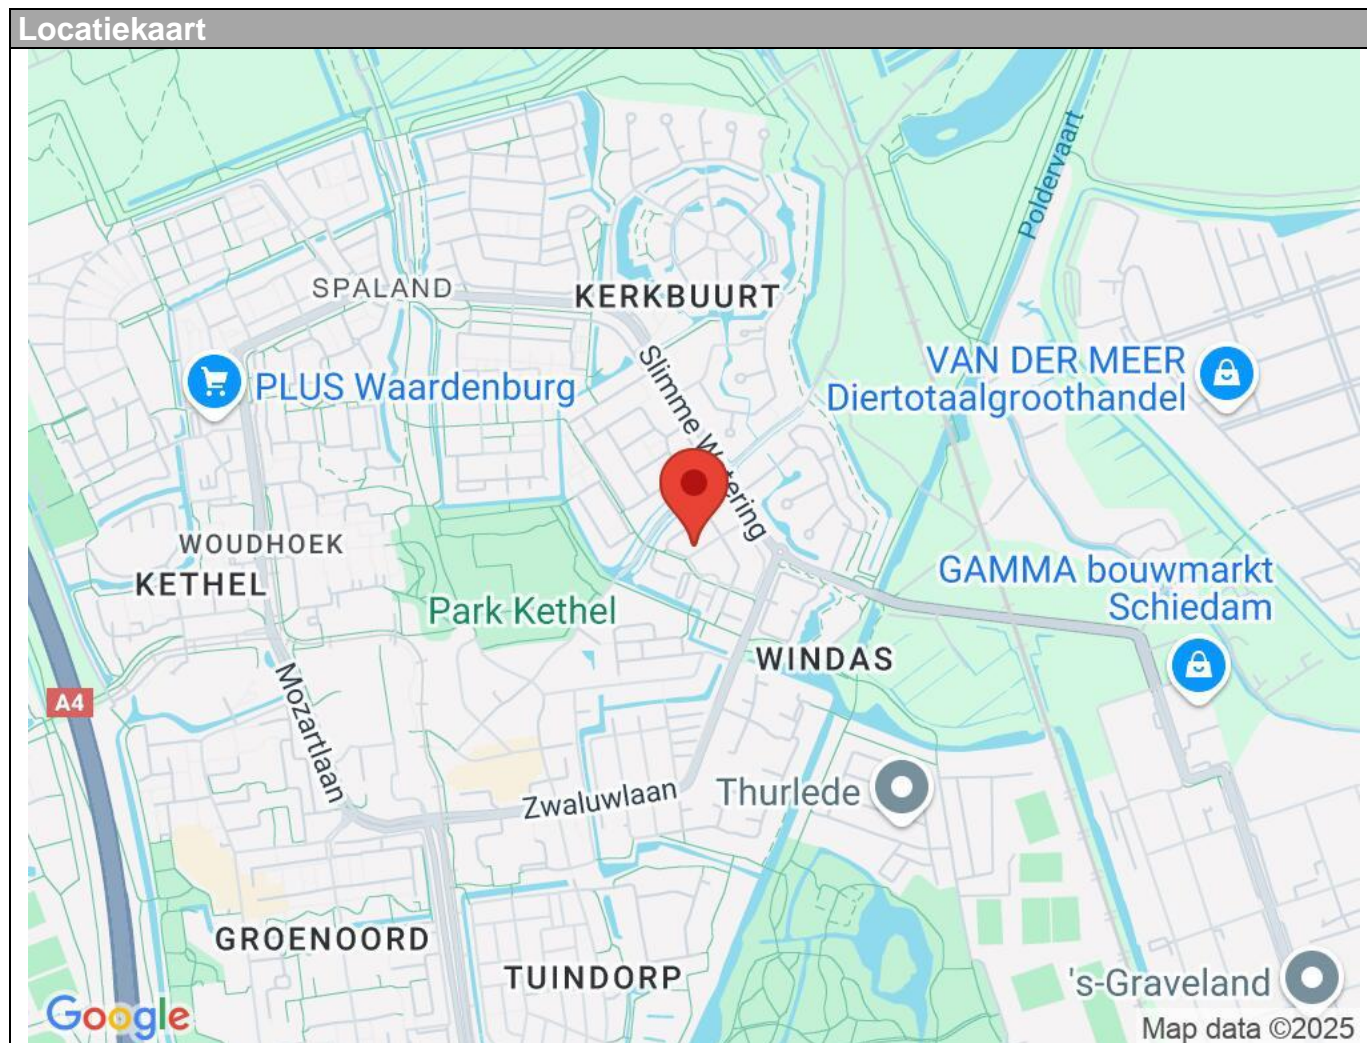 Locatiekaart
Poldervaart
SPALAND
KERKBUURT
Slimme Watering
VAN DER MEER
Diertotaalgroothandel
PLUS Waardenburg
WOUDHOEK
KETHEL
GAMMA bouwmarkt
Schiedam
Park Kethel
WINDAS
A4
Mozartlaan
Zwaluwlaan
Thurlede
GROENOORD
TUINDORP
's-Graveland
Google
Map data ©2025